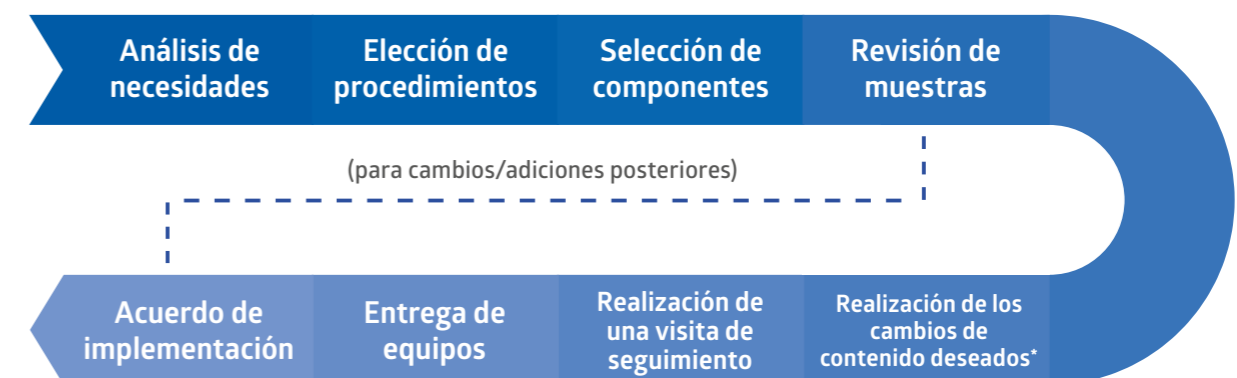 Análisis de
necesidades
Elección de
procedimientos
Selección de
componentes
Revisión de
muestras
(para cambios/adiciones posteriores)
Realización de los
cambios de
contenido deseados*
Realización de
una visita de
seguimiento
Entrega de
equipos
Acuerdo de
implementación